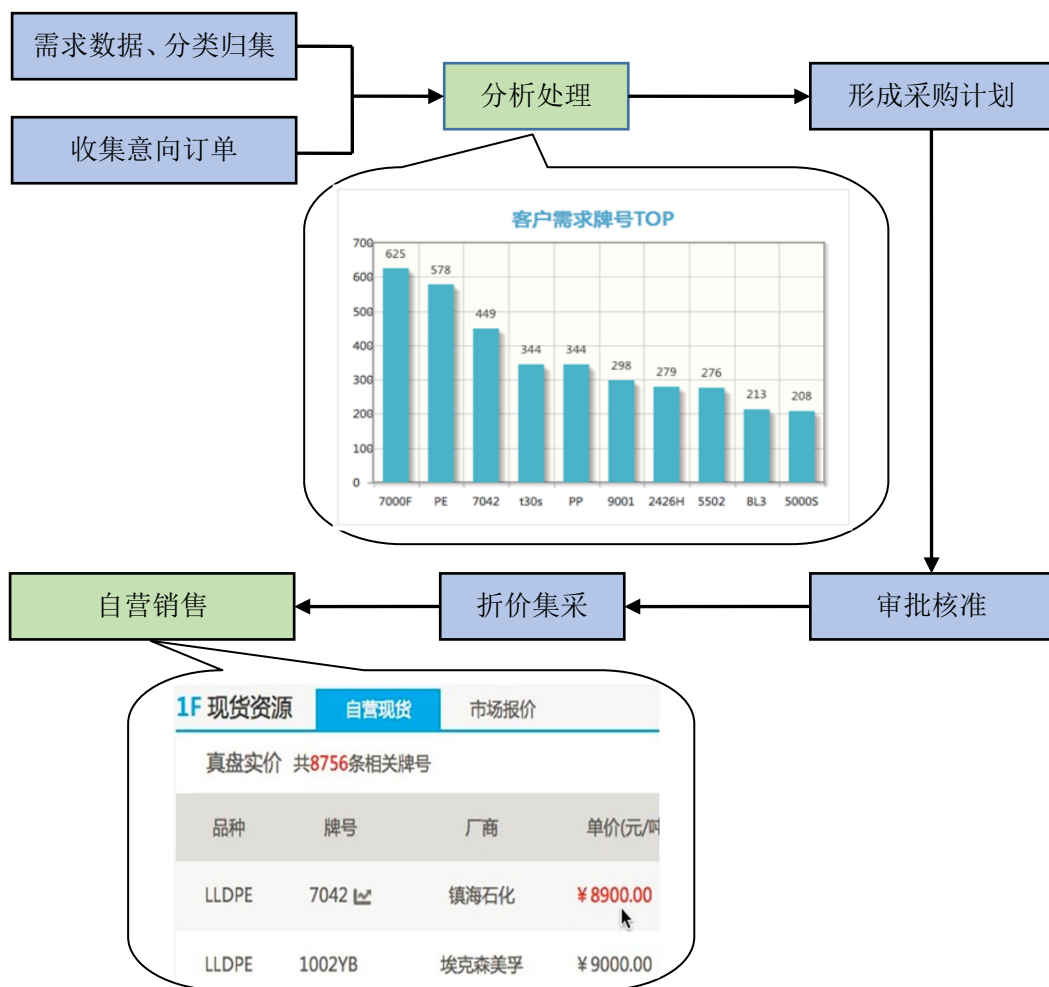 需求数据、分类归集
收集意向订单
分析处理
形成采购计划
客户需求牌号TOP
700
600
500
400
300
200
100
0
625
578
449
344
344
298
279
276
213
208
7000F PE 7042 t30s PP 9001 2426H 5502 BL3 5000S
自营销售
折价集采
审批核准
1F 现货资源 自营现货 市场报价
真盘实价 共8756条相关牌号
品种 牌号 厂商 单价(元/吨
LLDPE 7042 镇海石化 ¥8900.00
LLDPE 1002YB 埃克森美孚 ¥9000.00